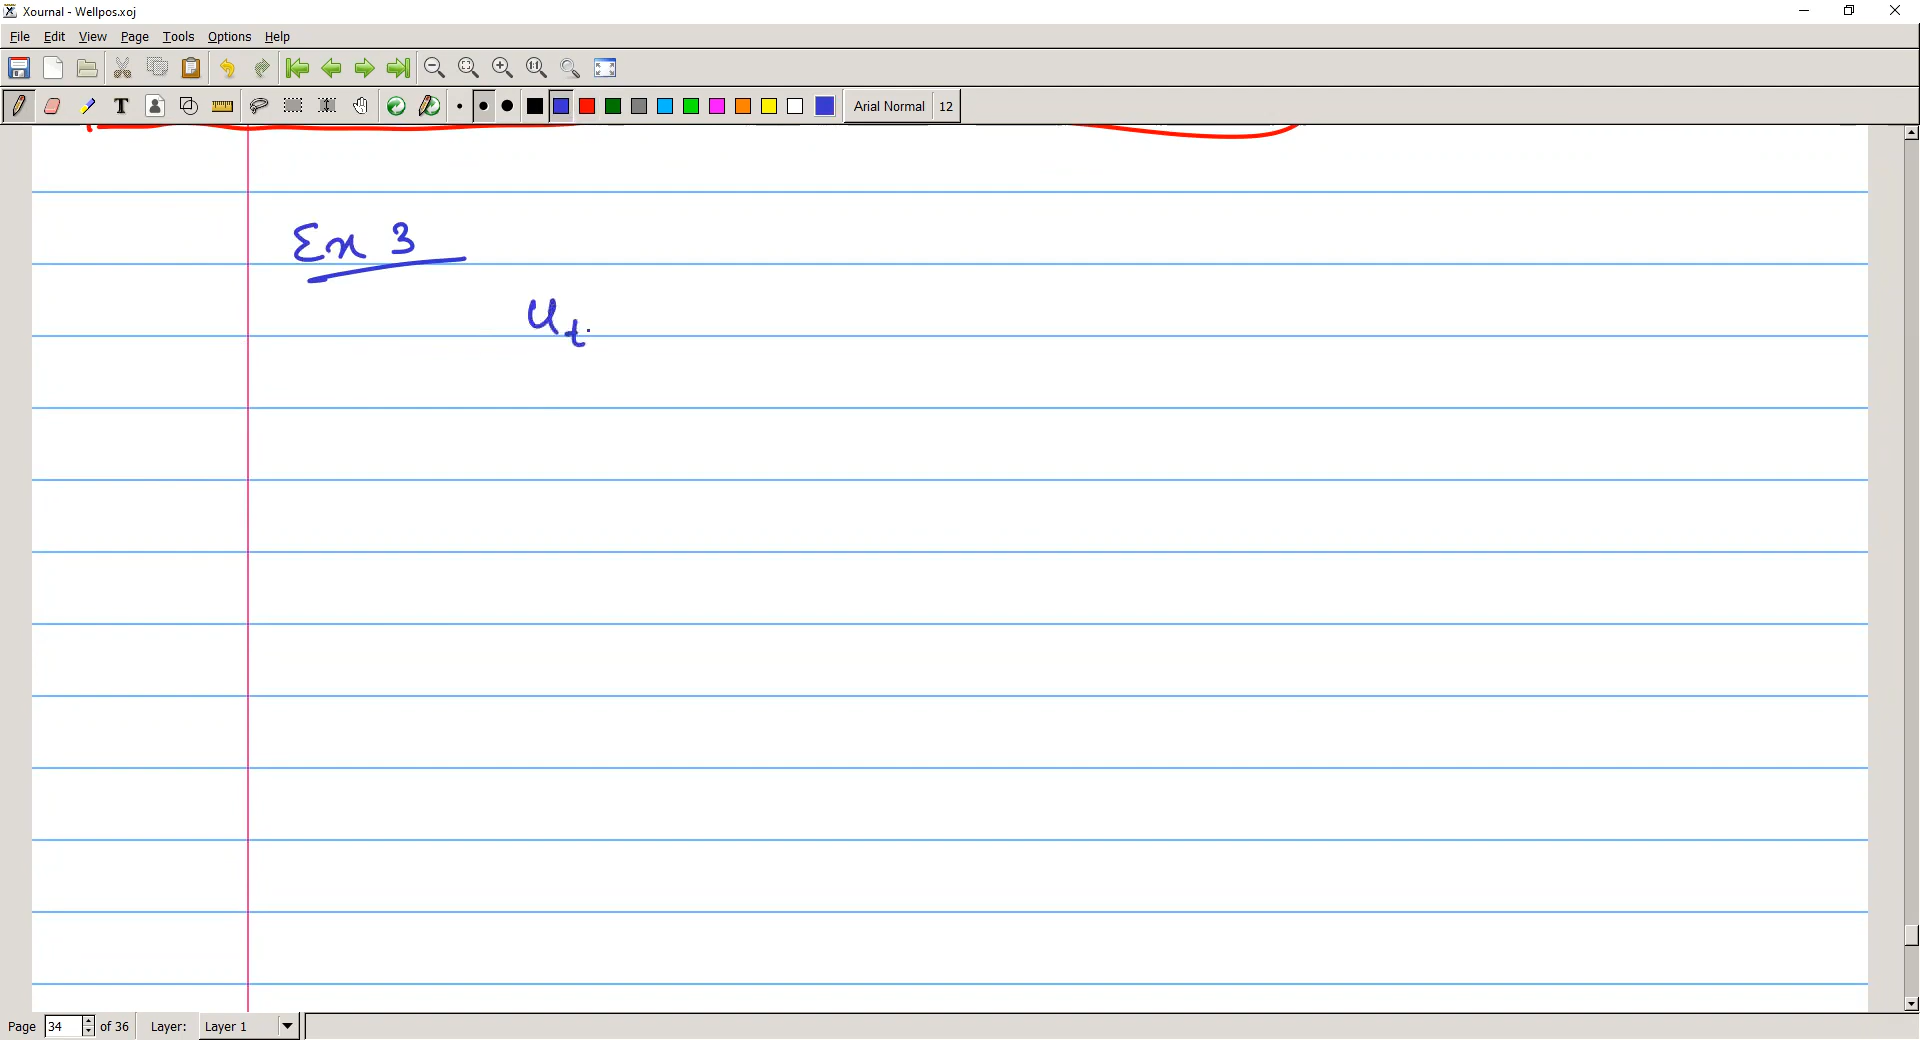 Xournal - Wellpos.xoj
File Edit View Page Tools Options Help
Arial Normal 12
Ex 3
u_t
Page 34 of 36 Layer: Layer 1